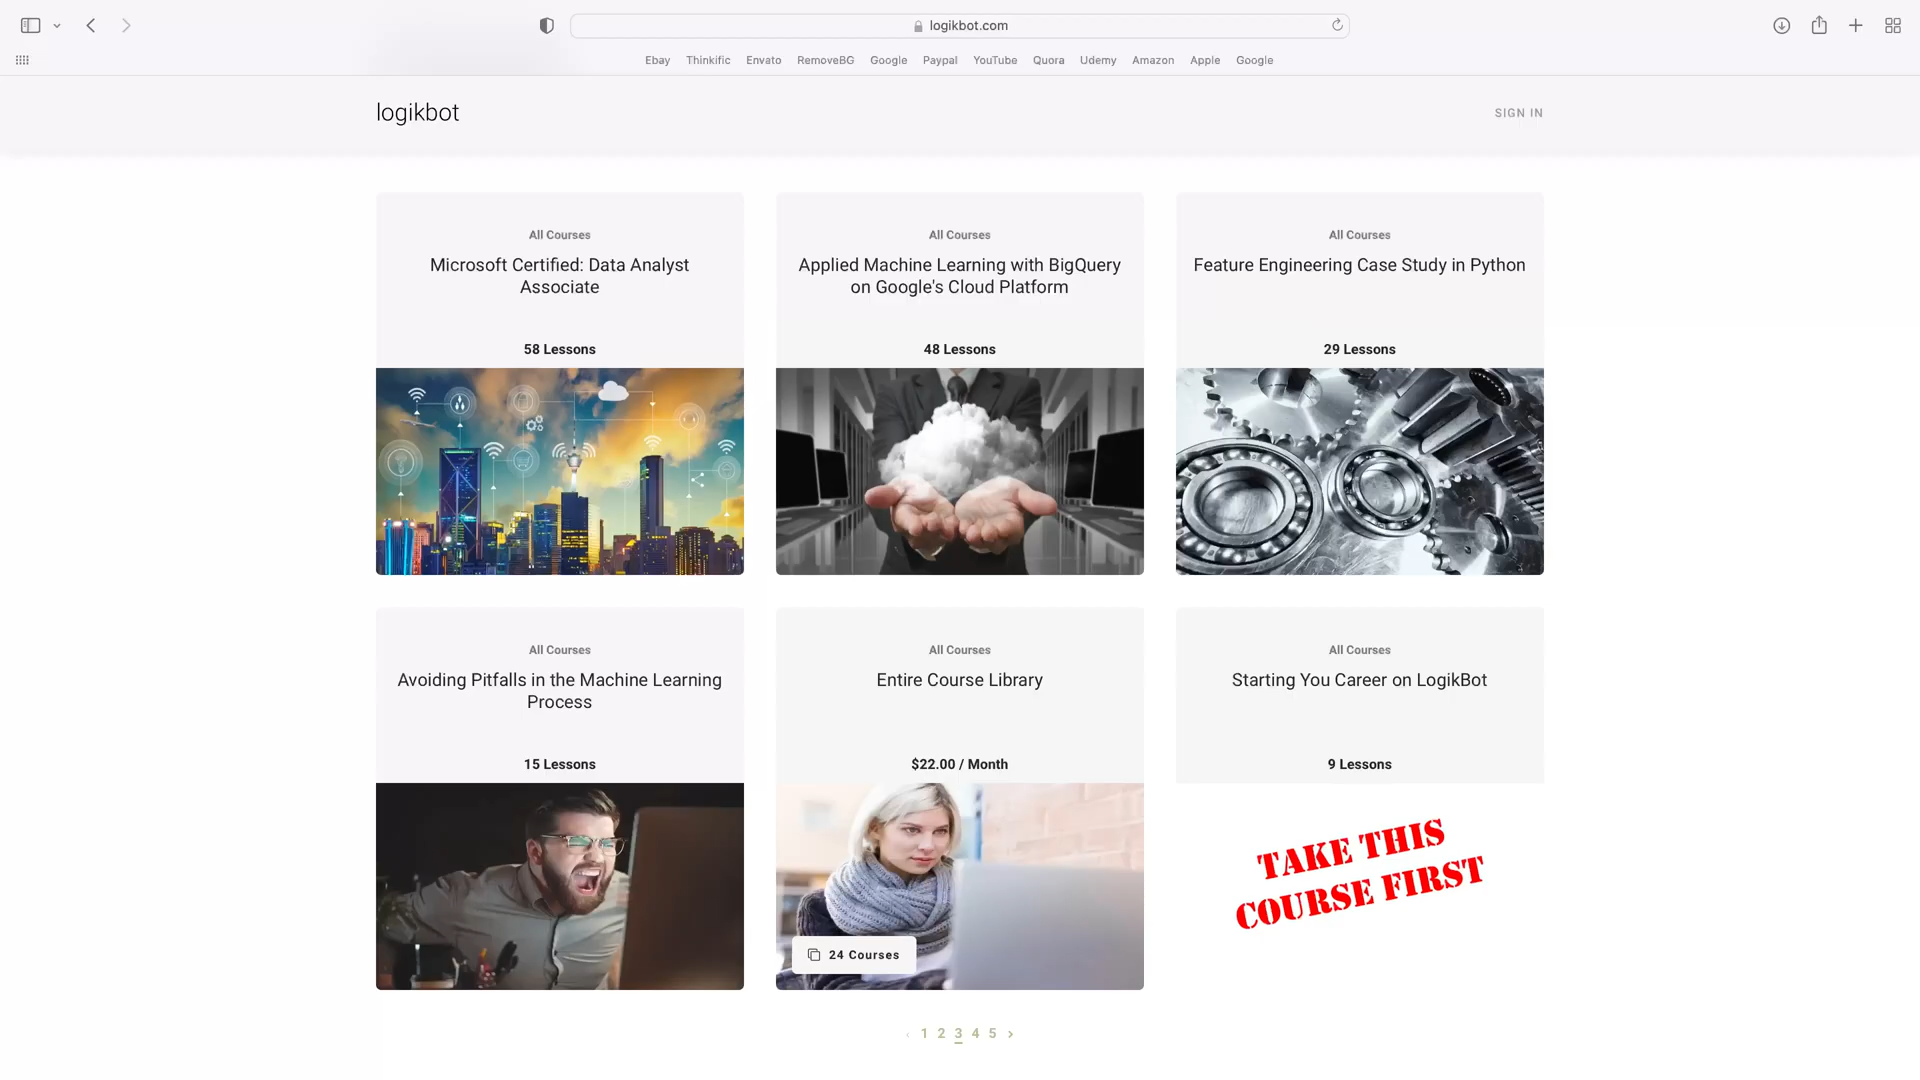 logikbot.com
Ebay Thinkific Envato RemoveBG Google Paypal YouTube Quora Udemy Amazon Apple Google
logikbot
SIGN IN
All Courses
Microsoft Certified: Data Analyst
Associate
58 Lessons
All Courses
Applied Machine Learning with BigQuery
on Google's Cloud Platform
48 Lessons
All Courses
Feature Engineering Case Study in Python
29 Lessons
All Courses
Avoiding Pitfalls in the Machine Learning
Process
15 Lessons
All Courses
Entire Course Library
$22.00 / Month
24 Courses
All Courses
Starting You Career on LogikBot
9 Lessons
TAKE THIS
COURSE FIRST
‹ 1 2 3 4 5 ›